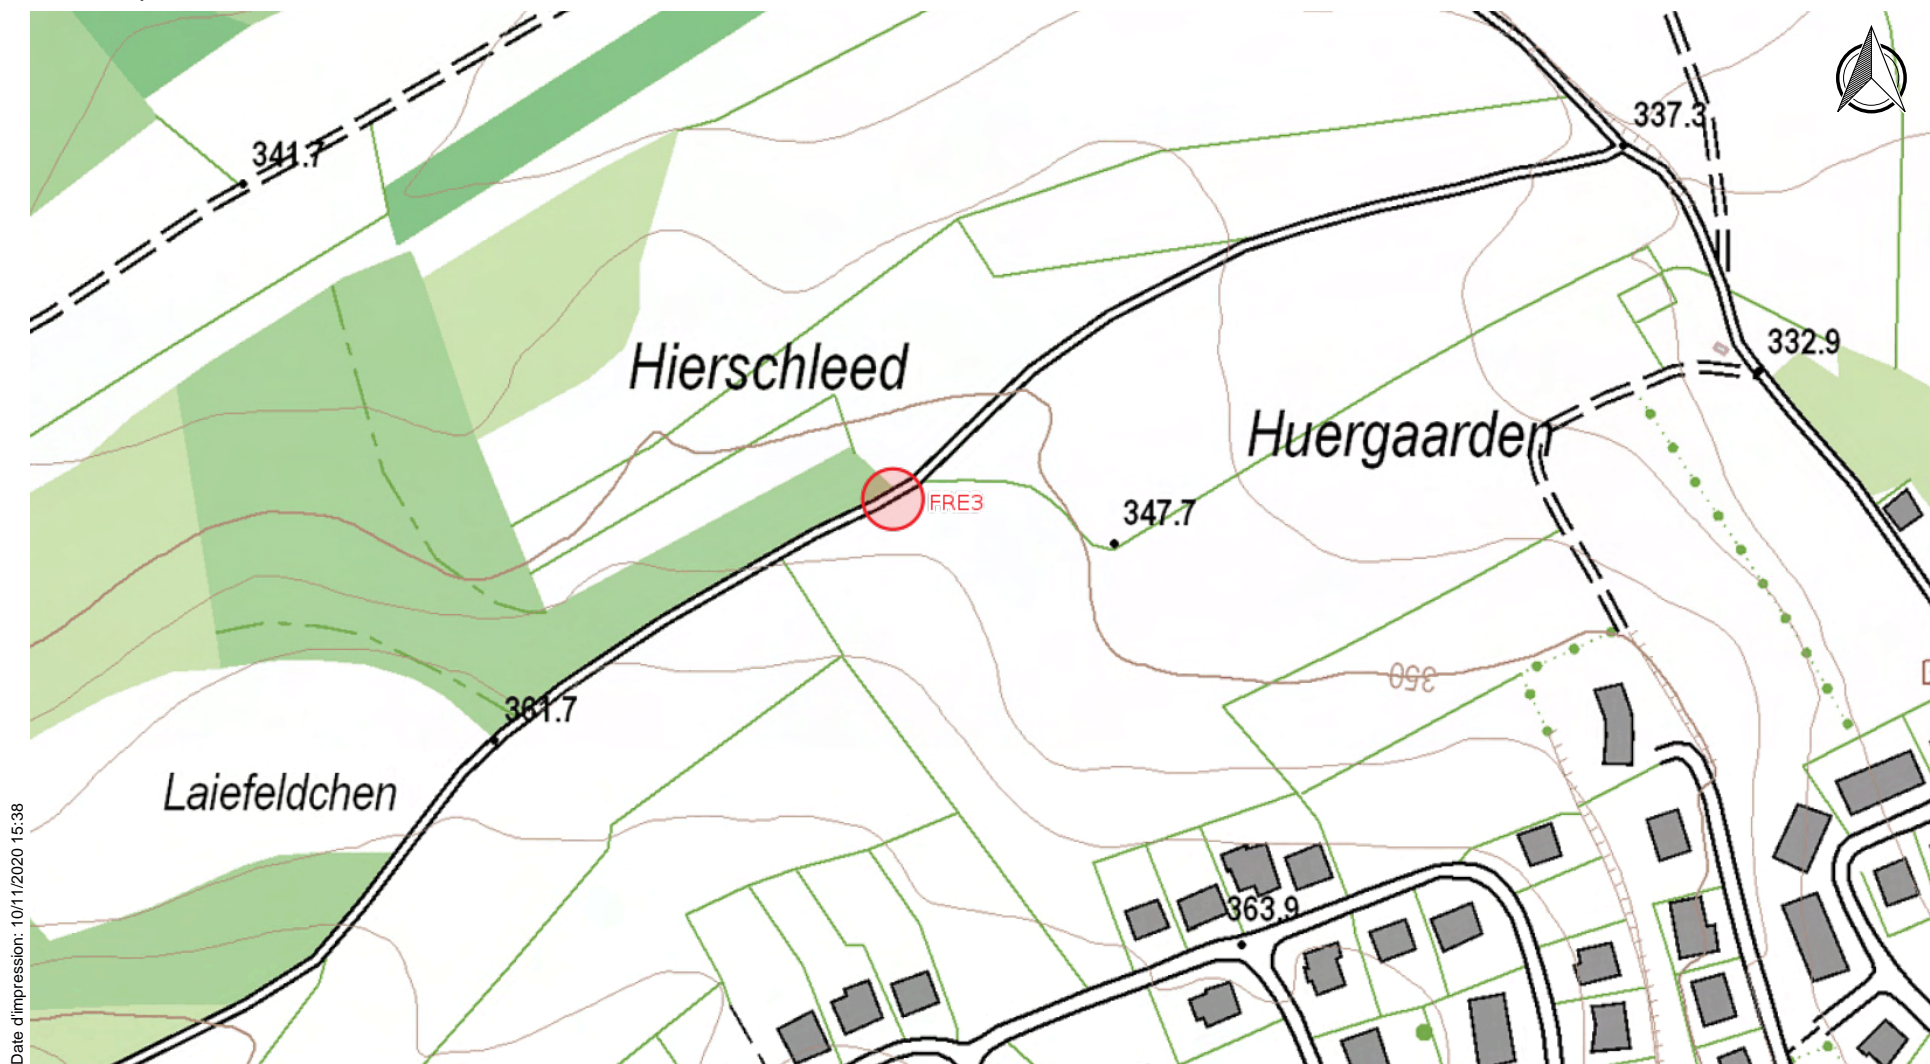 337.3
341.7
332.9
Hierschleed
Huergaarden
FRE3
347.7
350
361.7
Laiefeldchen
363.9
Date d'impression: 10/11/2020 15:38